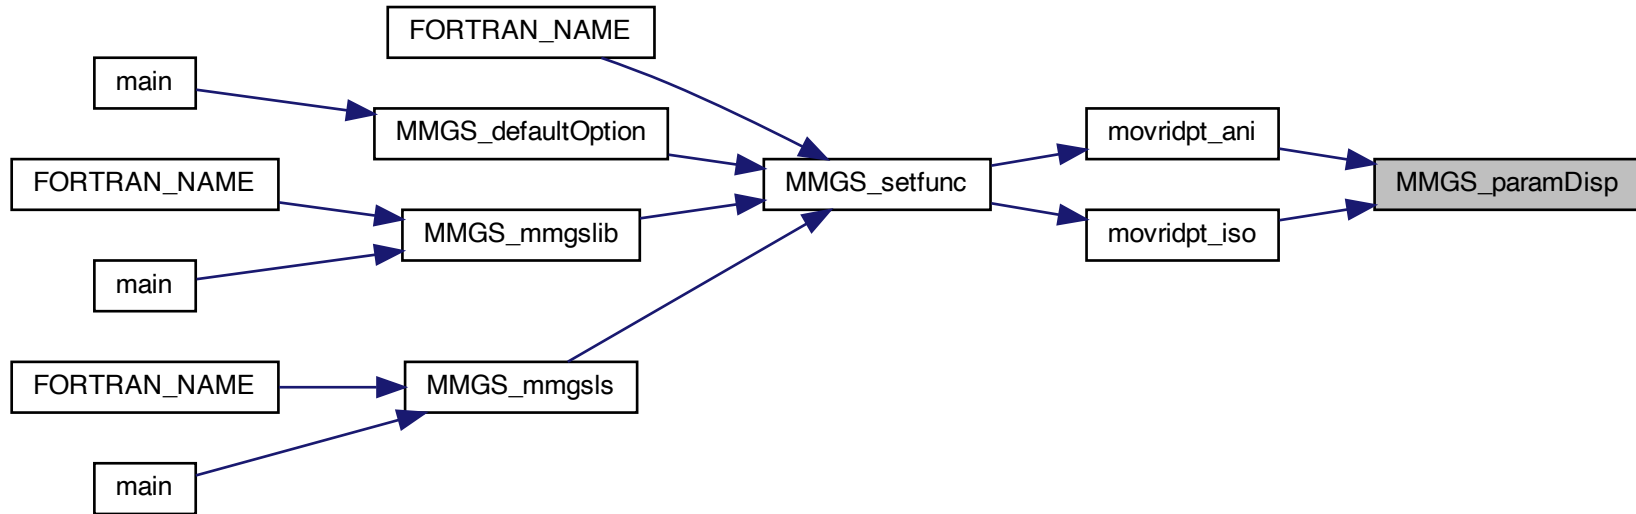 FORTRAN_NAME
main
MMGS_defaultOption
movridpt_ani
FORTRAN_NAME
MMGS_setfunc
MMGS_paramDisp
MMGS_mmgslib
movridpt_iso
main
FORTRAN_NAME
MMGS_mmgsls
main